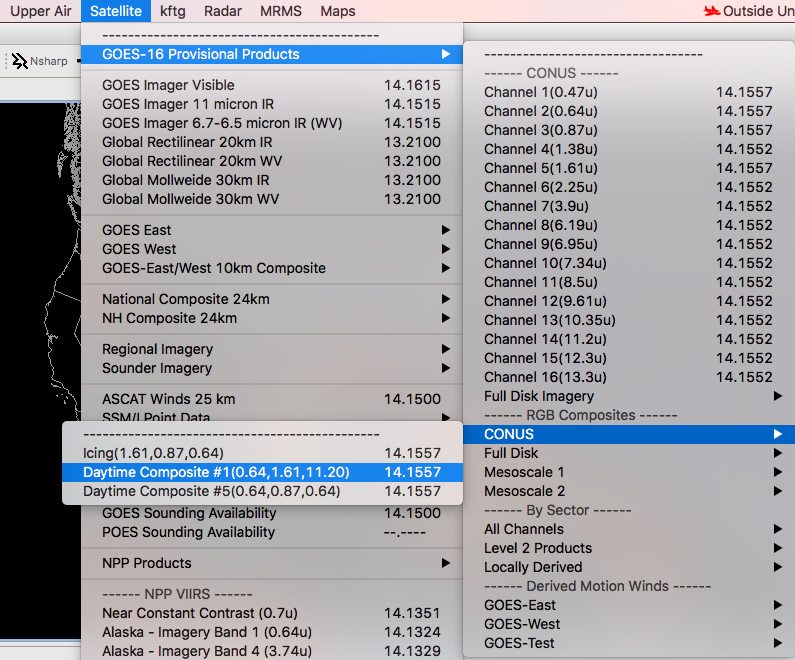 Upper Air Satellite kftg Radar MRMS Maps Outside Un
Nsharp
----------------------------------------
GOES-16 Provisional Products
GOES Imager Visible 14.1615
GOES Imager 11 micron IR 14.1515
GOES Imager 6.7-6.5 micron IR (WV) 14.1515
Global Rectilinear 20km IR 13.2100
Global Rectilinear 20km WV 13.2100
Global Mollweide 30km IR 13.2100
Global Mollweide 30km WV 13.2100
GOES East
GOES West
GOES-East/West 10km Composite
National Composite 24km
NH Composite 24km
Regional Imagery
Sounder Imagery
ASCAT Winds 25 km 14.1500
SSM/I Point Data
GOES Sounding Availability 14.1500
POES Sounding Availability --.----
NPP Products
------ NPP VIIRS ------
Near Constant Contrast (0.7u) 14.1351
Alaska - Imagery Band 1 (0.64u) 14.1324
Alaska - Imagery Band 4 (3.74u) 14.1329
--------------------------------
------ CONUS ------
Channel 1(0.47u) 14.1557
Channel 2(0.64u) 14.1557
Channel 3(0.87u) 14.1557
Channel 4(1.38u) 14.1552
Channel 5(1.61u) 14.1557
Channel 6(2.25u) 14.1552
Channel 7(3.9u) 14.1552
Channel 8(6.19u) 14.1552
Channel 9(6.95u) 14.1552
Channel 10(7.34u) 14.1552
Channel 11(8.5u) 14.1552
Channel 12(9.61u) 14.1552
Channel 13(10.35u) 14.1552
Channel 14(11.2u) 14.1552
Channel 15(12.3u) 14.1552
Channel 16(13.3u) 14.1552
Full Disk Imagery
------ RGB Composites ------
CONUS
Full Disk
Mesoscale 1
Mesoscale 2
------ By Sector ------
All Channels
Level 2 Products
Locally Derived
------ Derived Motion Winds ------
GOES-East
GOES-West
GOES-Test
-------------------------------------------
Icing(1.61,0.87,0.64) 14.1557
Daytime Composite #1(0.64,1.61,11.20) 14.1557
Daytime Composite #5(0.64,0.87,0.64) 14.1557